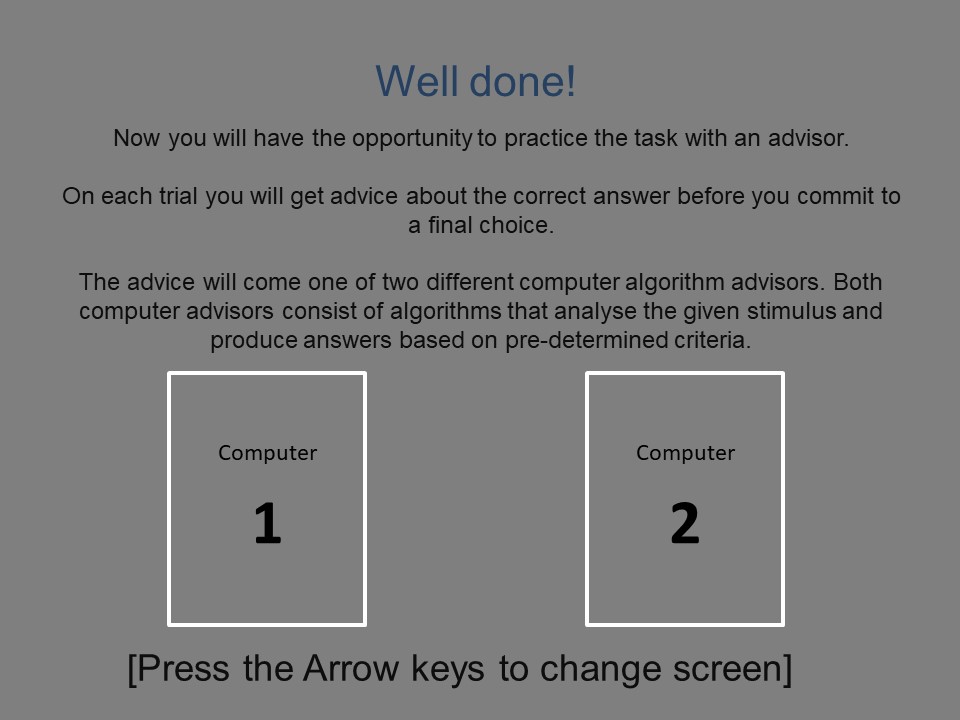 Well done!
Now you will have the opportunity to practice the task with an advisor.
On each trial you will get advice about the correct answer before you commit to
a final choice.
The advice will come one of two different computer algorithm advisors. Both
computer advisors consist of algorithms that analyse the given stimulus and
produce answers based on pre-determined criteria.
Computer
1
Computer
2
[Press the Arrow keys to change screen]